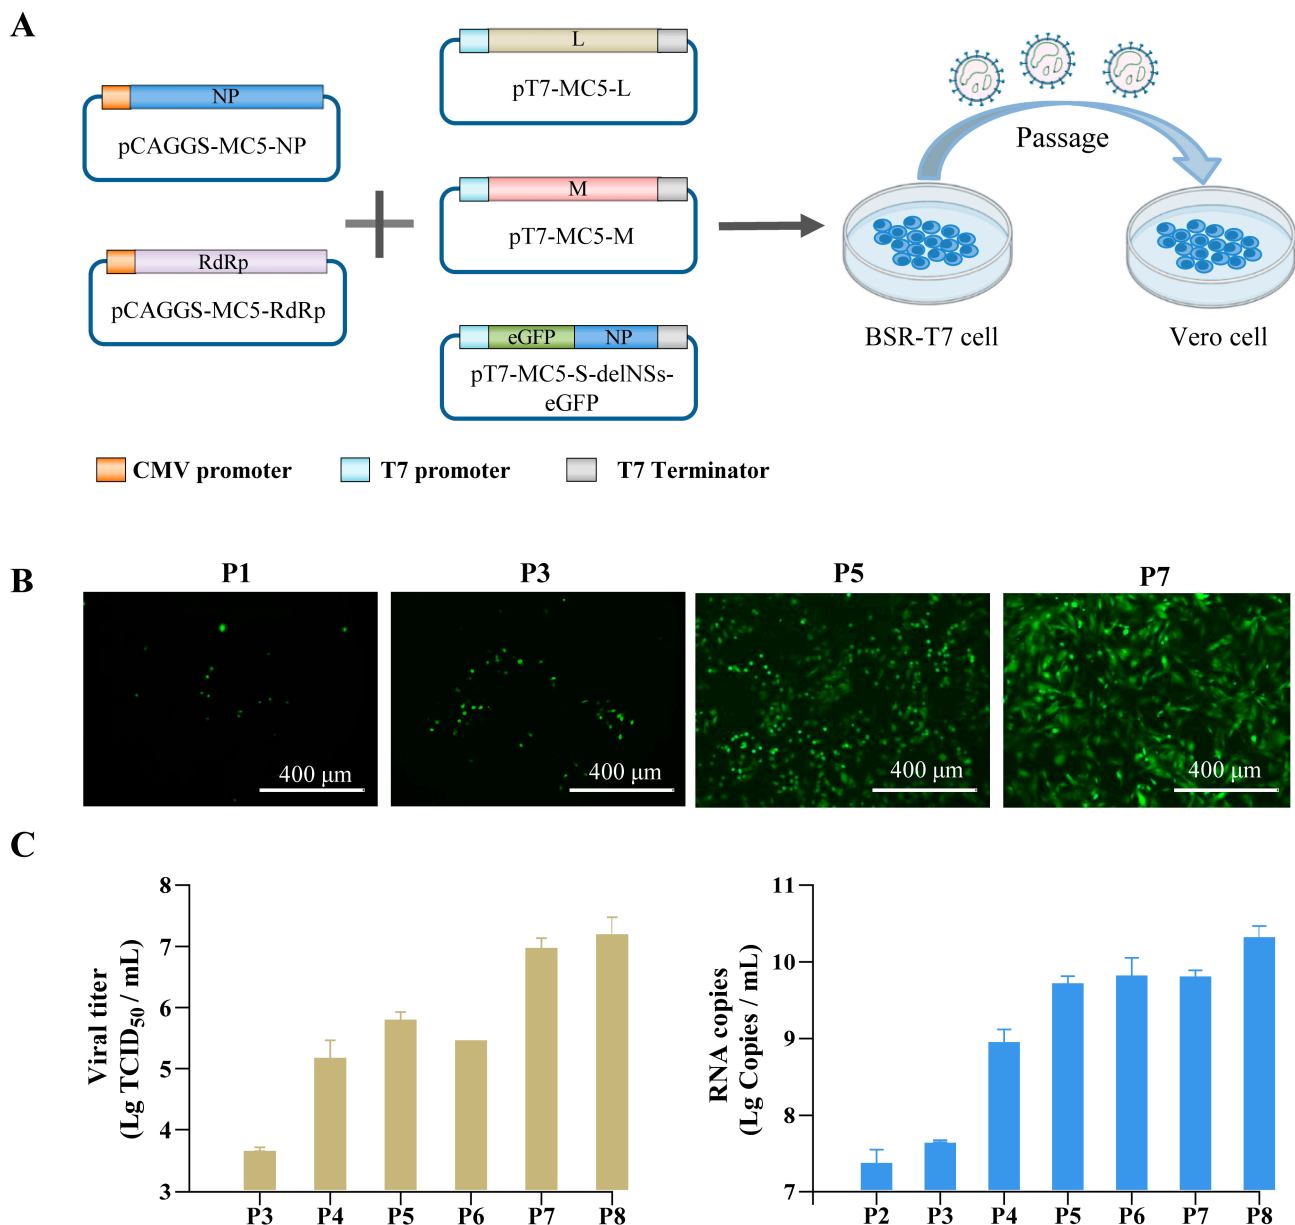 A
L
pT7-MC5-L
NP
pCAGGS-MC5-NP
Passage
M
pT7-MC5-M
RdRp
pCAGGS-MC5-RdRp
eGFP NP
pT7-MC5-S-delNSs-
eGFP
BSR-T7 cell
Vero cell
CMV promoter
T7 promoter
T7 Terminator
B
P1
P3
P5
P7
400 μm
400 μm
400 μm
400 μm
C
Viral titer
(Lg TCID50 / mL)
8
7
6
5
4
3
P3 P4 P5 P6 P7 P8
RNA copies
(Lg Copies / mL)
11
10
9
8
7
P2 P3 P4 P5 P6 P7 P8